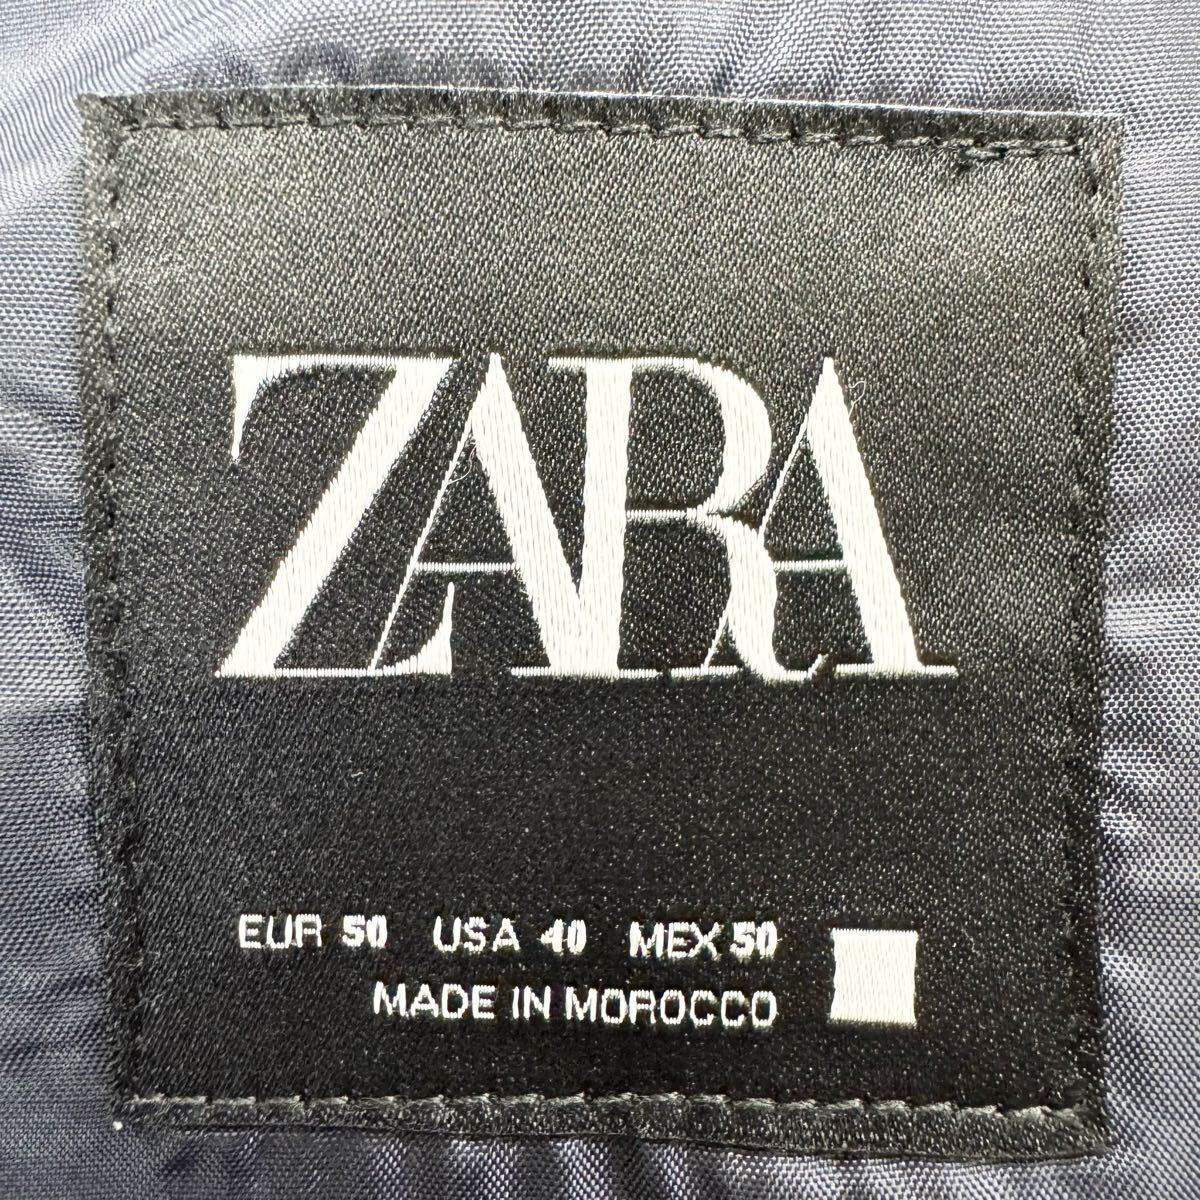 ZARA
EUR 50 USA 40 MEX 50
MADE IN MOROCCO